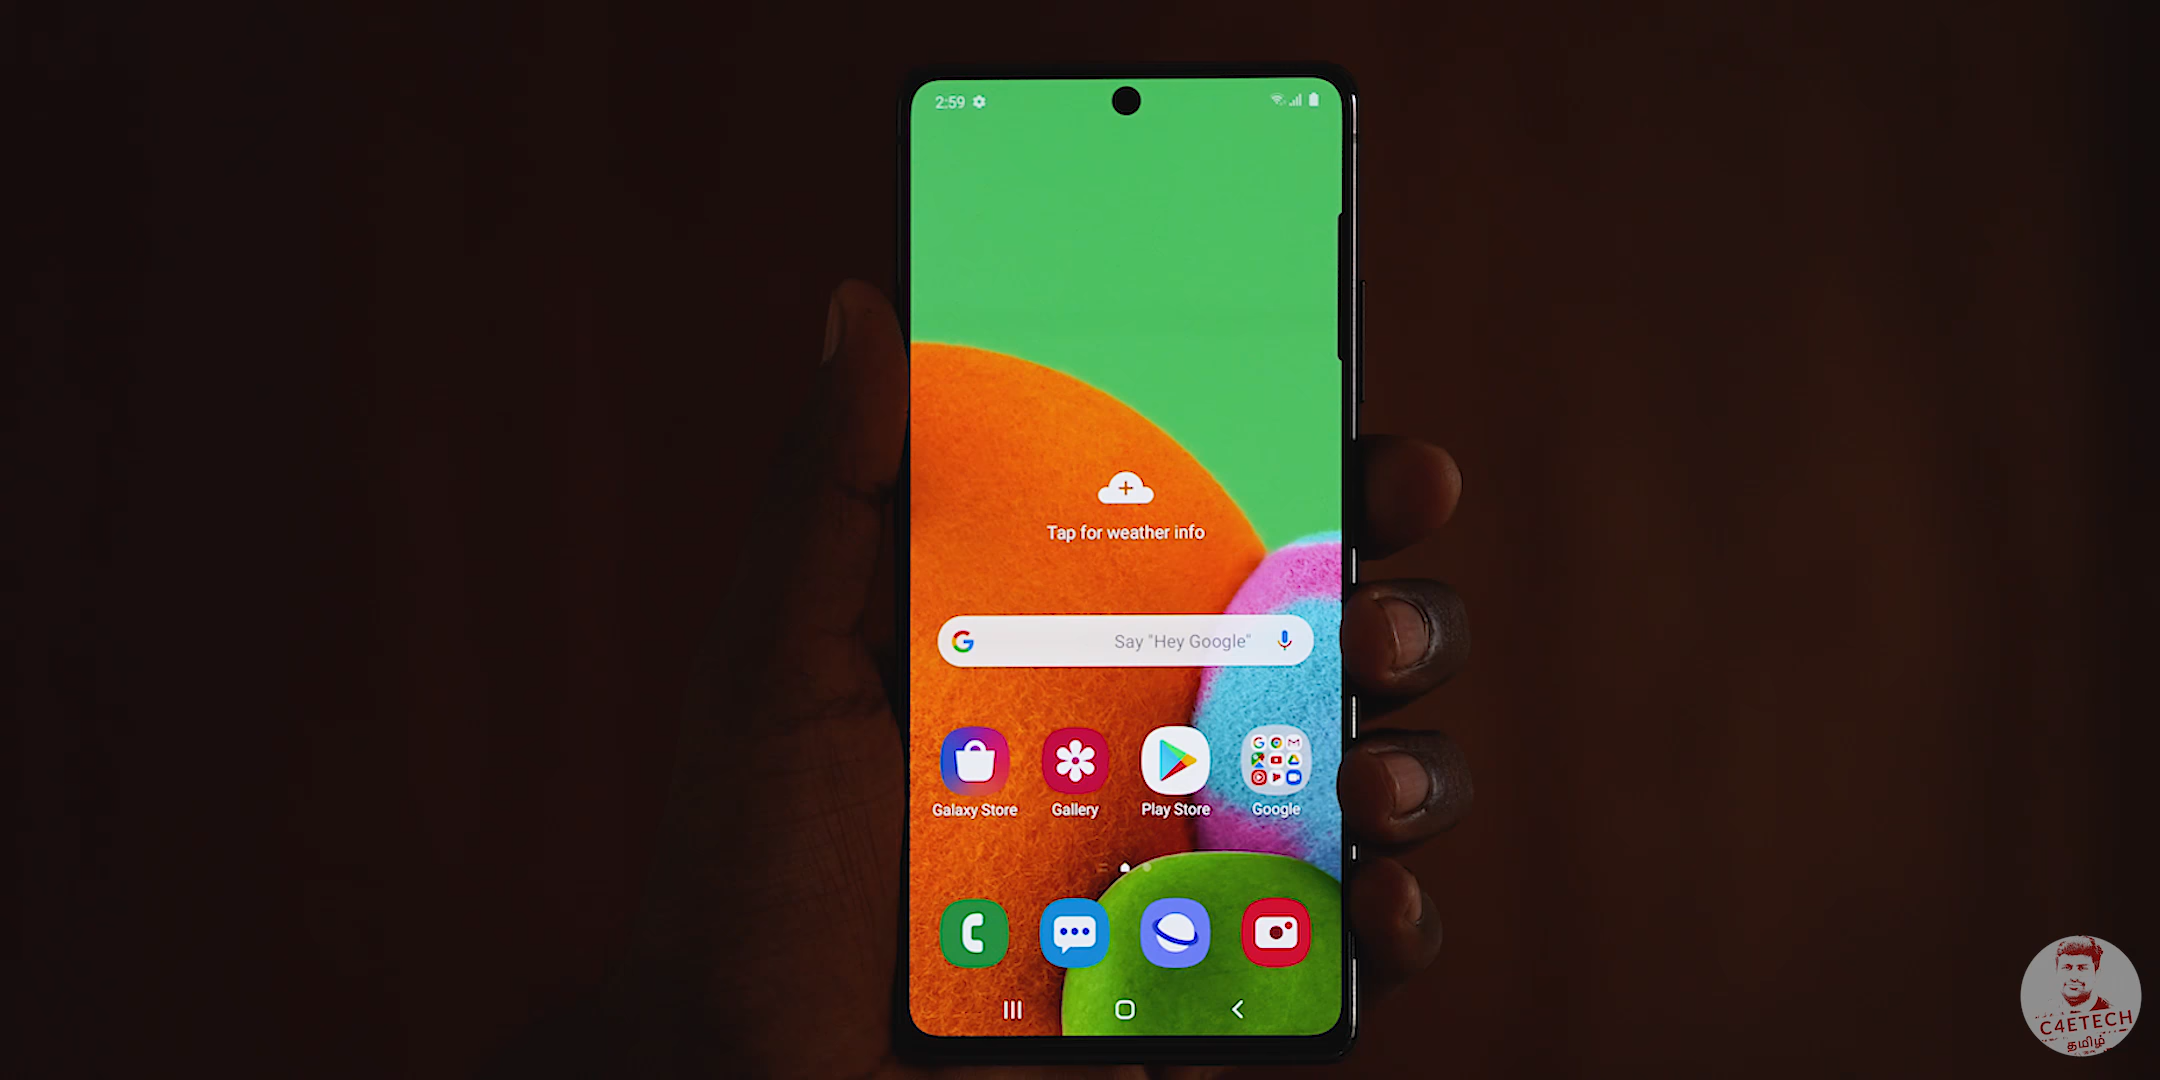 2:59
Tap for weather info
Say "Hey Google"
Galaxy Store
Gallery
Play Store
Google
C4ETECH
தமிழ்